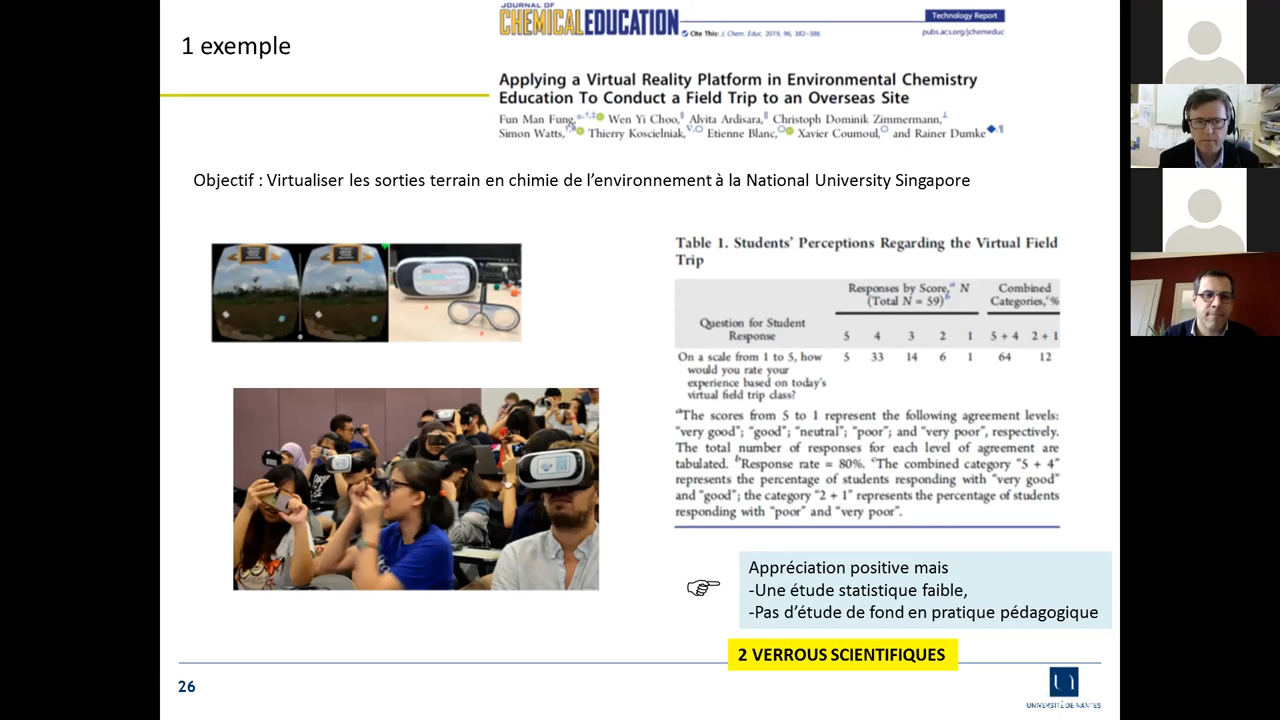 1 exemple
JOURNAL OF
CHEMICALEDUCATION
Technology Report
Cite This: J. Chem. Educ. 2019, 96, 382−386
pubs.acs.org/jchemeduc
Applying a Virtual Reality Platform in Environmental Chemistry
Education To Conduct a Field Trip to an Overseas Site
Fun Man Fung, Wen Yi Choo, Alvita Ardisara, Christoph Dominik Zimmermann,
Simon Watts, Thierry Koscielniak, Etienne Blanc, Xavier Coumoul, and Rainer Dumke
Objectif : Virtualiser les sorties terrain en chimie de l’environnement à la National University Singapore
Table 1. Students’ Perceptions Regarding the Virtual Field
Trip
Responses by Score,a N
(Total N = 59)b
Combined
Categories,c %
Question for Student
Response
5 4 3 2 1 5 + 4 2 + 1
On a scale from 1 to 5, how 5 33 14 6 1 64 12
would you rate your
experience based on today's
virtual field trip class?
aThe scores from 5 to 1 represent the following agreement levels:
“very good”; “good”; “neutral”; “poor”; and “very poor”, respectively.
The total number of responses for each level of agreement are
tabulated. bResponse rate = 80%. cThe combined category “5 + 4”
represents the percentage of students responding with “very good”
and “good”; the category “2 + 1” represents the percentage of students
responding with “poor” and “very poor”.
Appréciation positive mais
-Une étude statistique faible,
-Pas d’étude de fond en pratique pédagogique
2 VERROUS SCIENTIFIQUES
26
UNIVERSITÉ DE NANTES